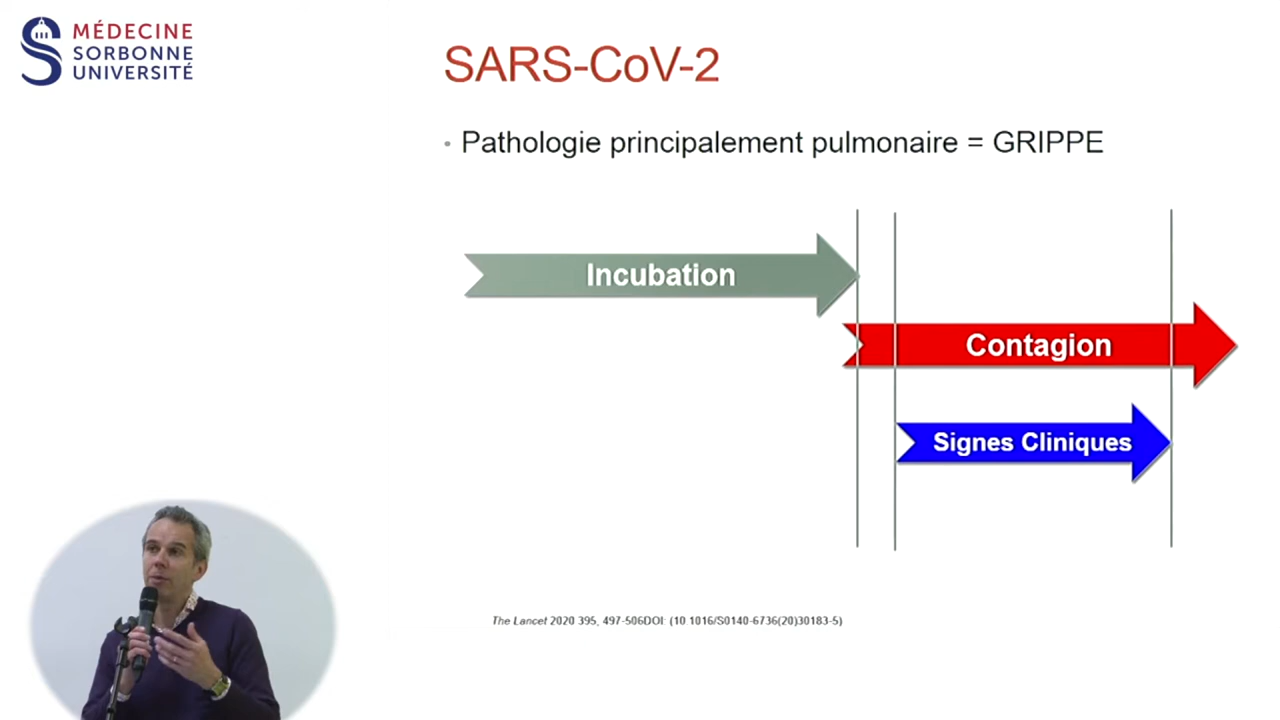 MÉDECINE
SORBONNE
UNIVERSITÉ
SARS-CoV-2
• Pathologie principalement pulmonaire = GRIPPE
Incubation
Contagion
Signes Cliniques
The Lancet 2020 395, 497-506DOI: (10.1016/S0140-6736(20)30183-5)